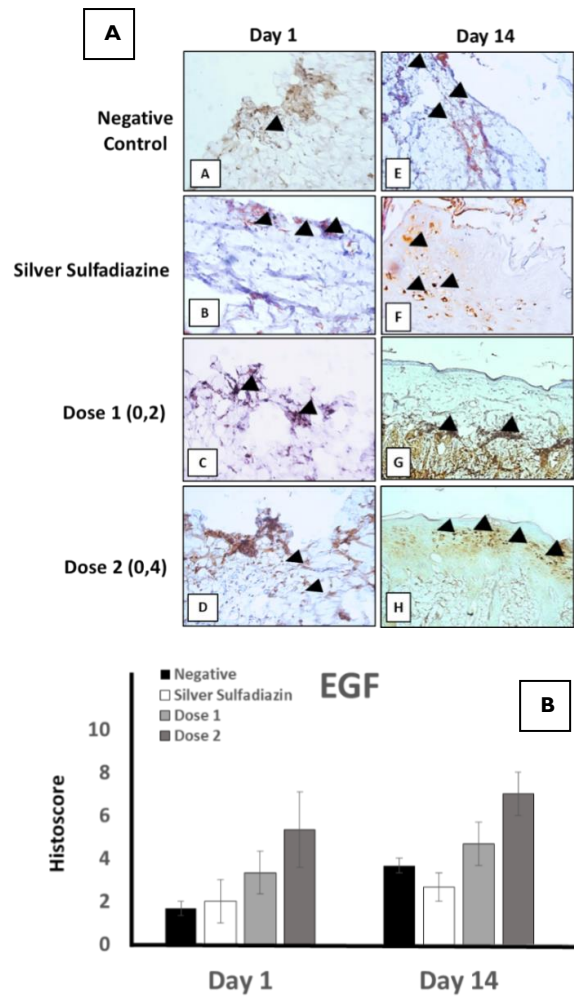 A
Day 1
Day 14
Negative
Control
A
E
Silver Sulfadiazine
B
F
Dose 1 (0,2)
C
G
Dose 2 (0,4)
D
H
Negative
Silver Sulfadiazin
Dose 1
Dose 2
EGF
B
Histoscore
10
8
6
4
2
0
Day 1
Day 14